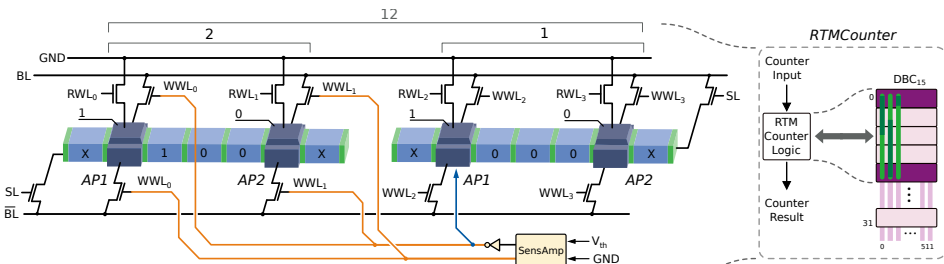 12
2
1
RTMCounter
GND
BL
Counter
Input
DBC15
RWL0
WWL0
RWL1
WWL1
RWL2
WWL2
RWL3
WWL3
SL
0
1
0
1
0
RTM
Counter
Logic
X
1
0
0
X
X
0
0
0
X
AP1
WWL0
AP2
WWL1
AP1
AP2
SL
WWL2
WWL3
BL
Counter
Result
31
0
...
511
SensAmp
Vth
GND